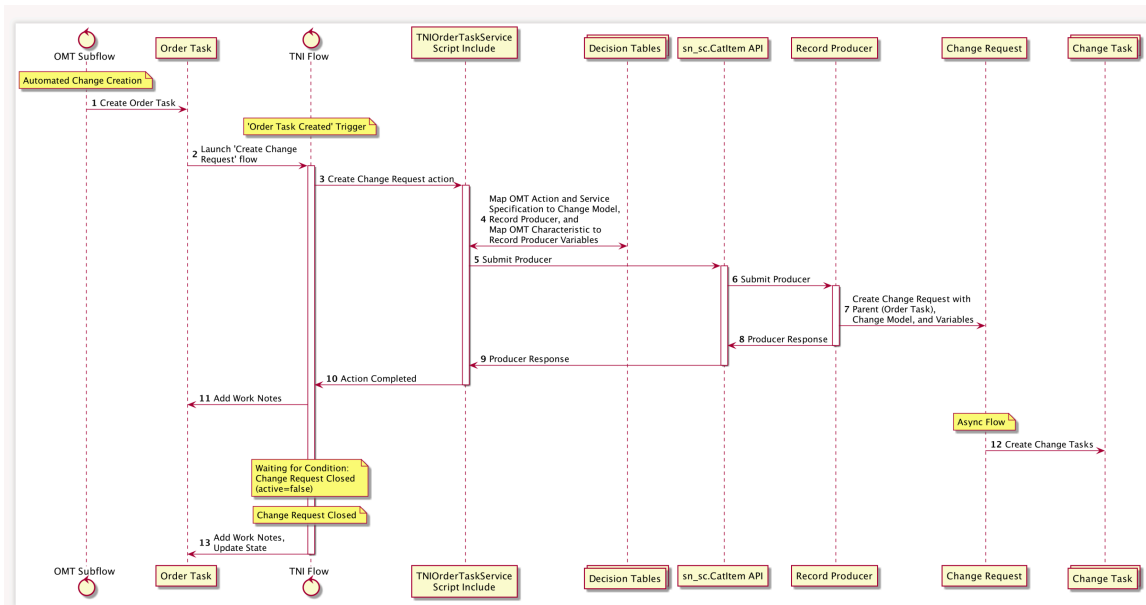 OMT Subflow
Order Task
TNI Flow
TNIOrderTaskService
Script Include
Decision Tables
sn_sc.CatItem API
Record Producer
Change Request
Change Task
Automated Change Creation
1 Create Order Task
'Order Task Created' Trigger
2 Launch 'Create Change
Request' flow
3 Create Change Request action
Map OMT Action and Service
Specification to Change Model,
4 Record Producer, and
Map OMT Characteristic to
Record Producer Variables
5 Submit Producer
6 Submit Producer
Create Change Request with
7 Parent (Order Task),
Change Model, and Variables
8 Producer Response
9 Producer Response
10 Action Completed
11 Add Work Notes
Async Flow
12 Create Change Tasks
Waiting for Condition:
Change Request Closed
(active=false)
Change Request Closed
13 Add Work Notes,
Update State
OMT Subflow
Order Task
TNI Flow
TNIOrderTaskService
Script Include
Decision Tables
sn_sc.CatItem API
Record Producer
Change Request
Change Task